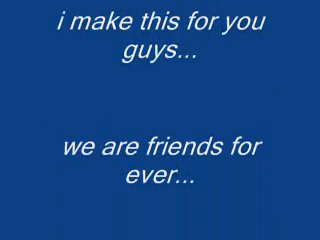 i make this for you
guys...
we are friends for
ever...